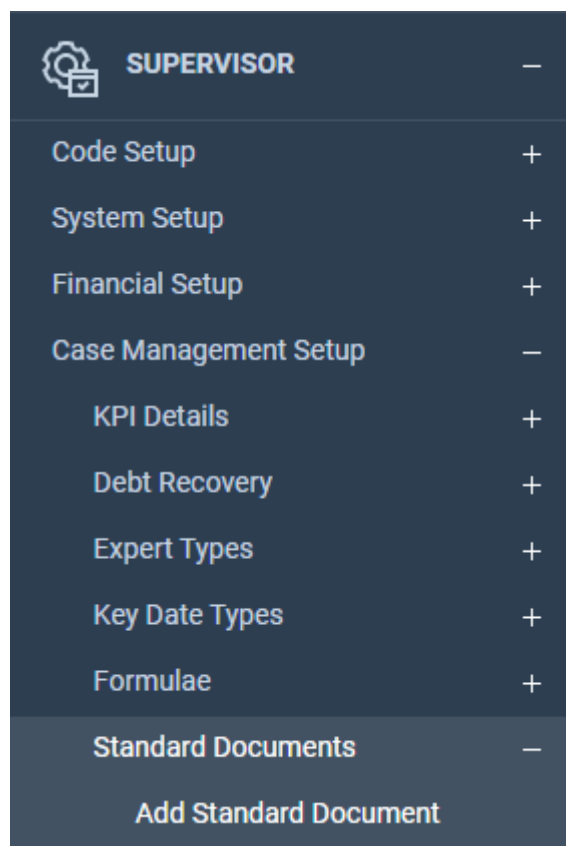 SUPERVISOR −
Code Setup +
System Setup +
Financial Setup +
Case Management Setup −
KPI Details +
Debt Recovery +
Expert Types +
Key Date Types +
Formulae +
Standard Documents −
Add Standard Document